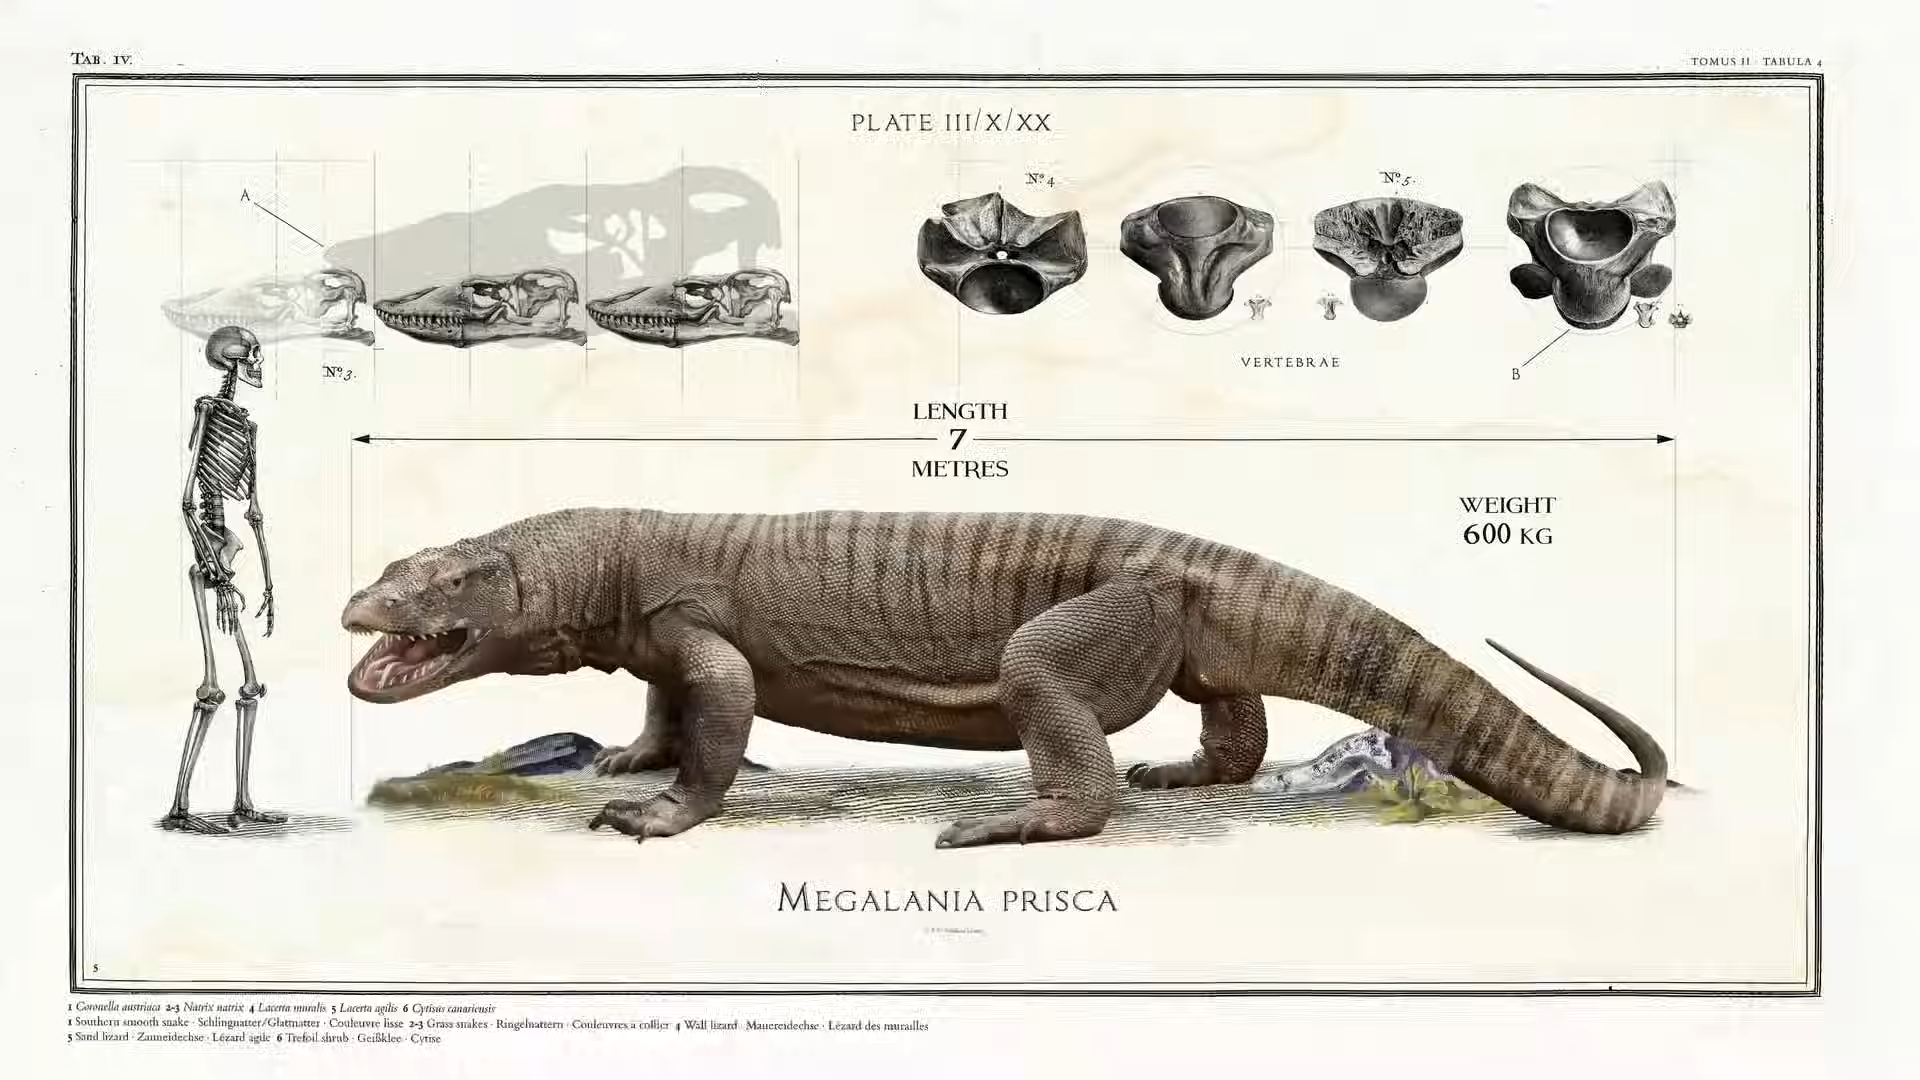 TAB. IV.
TOMUS II · TABULA 4
PLATE III/X/XX
A
Nº 4
Nº 5.
Nº 3.
VERTEBRAE
B
LENGTH
7
METRES
WEIGHT
600 KG
MEGALANIA PRISCA
5
1 Coronella austriaca 2-3 Natrix natrix 4 Lacerta muralis 5 Lacerta agilis 6 Cytisus canariensis
1 Southern smooth snake · Schlingnatter/Glattnatter · Couleuvre lisse 2-3 Grass snakes · Ringelnattern · Couleuvres à collier 4 Wall lizard · Mauereidechse · Lézard des murailles
5 Sand lizard · Zauneidechse · Lézard agile 6 Trefoil shrub · Geißklee · Cytise